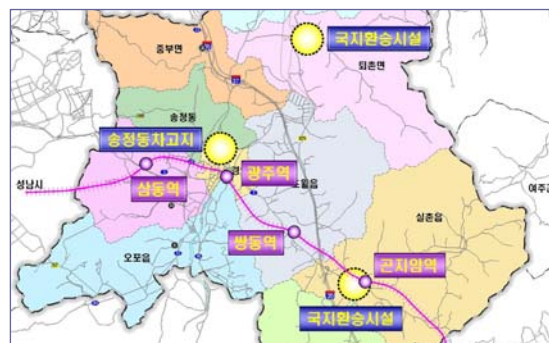 중부면
국지환승시설
퇴촌면
송정동
송정동차고지
성남시
삼동역
광주역
도월읍
여주군
쌍동역
실촌읍
오포읍
곤지암역
국지환승시설